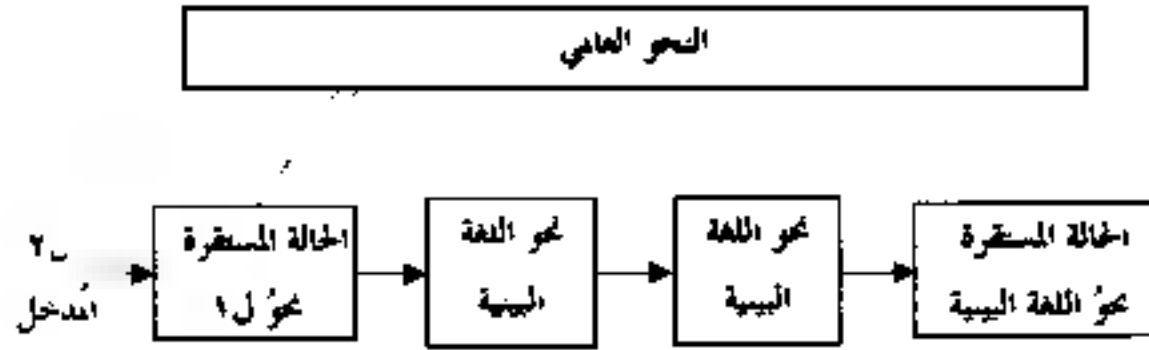 النحو العالمي
ل٢
المدخل
الحالة المستقرة
نحوُ ل١
نحو اللغة
البينية
نحو اللغة
البينية
الحالة المستقرة
نحوُ اللغة البينية